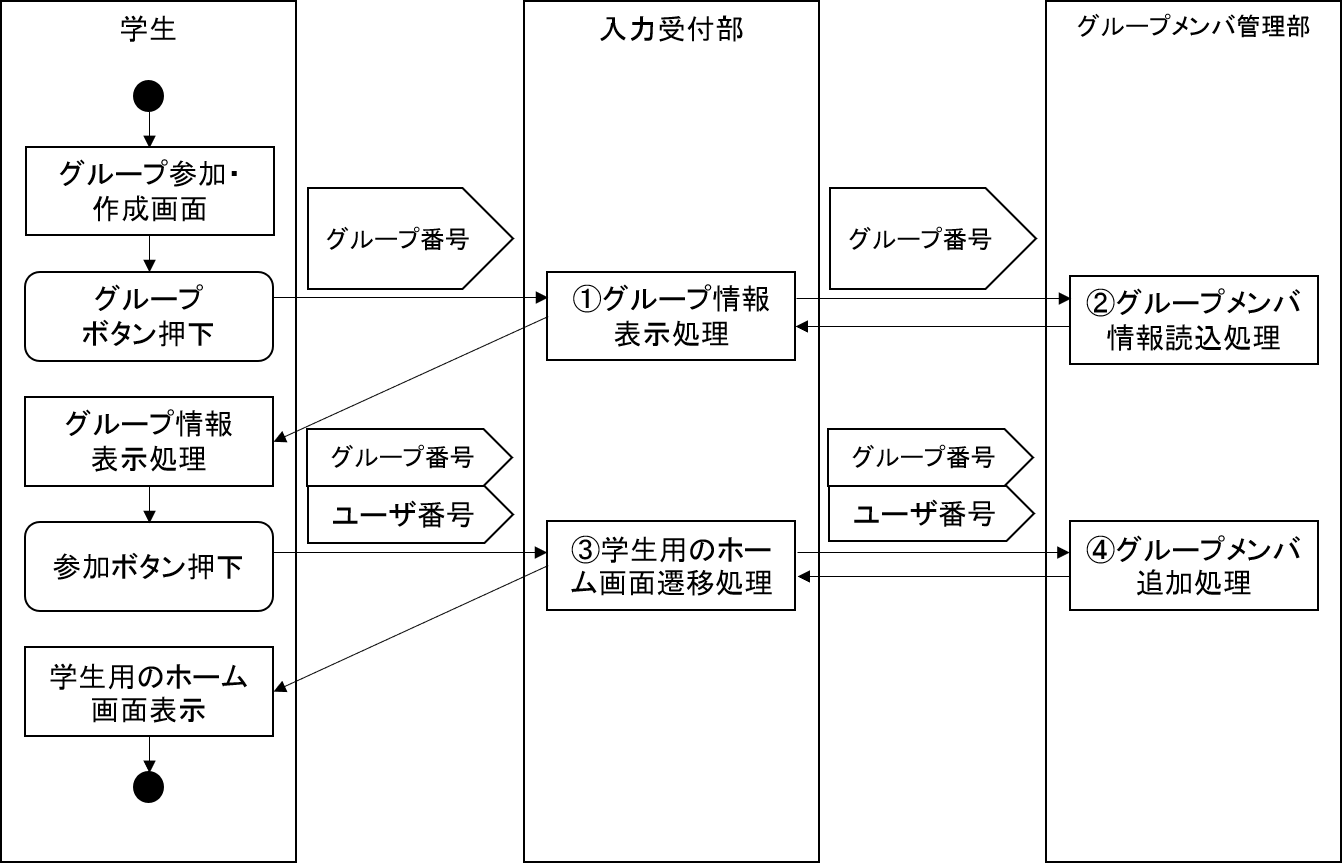 学生
入力受付部
グループメンバ管理部
グループ参加・
作成画面
グループ番号
グループ番号
グループ
ボタン押下
①グループ情報
表示処理
②グループメンバ
情報読込処理
グループ情報
表示処理
グループ番号
ユーザ番号
グループ番号
ユーザ番号
参加ボタン押下
③学生用のホー
ム画面遷移処理
④グループメンバ
追加処理
学生用のホーム
画面表示